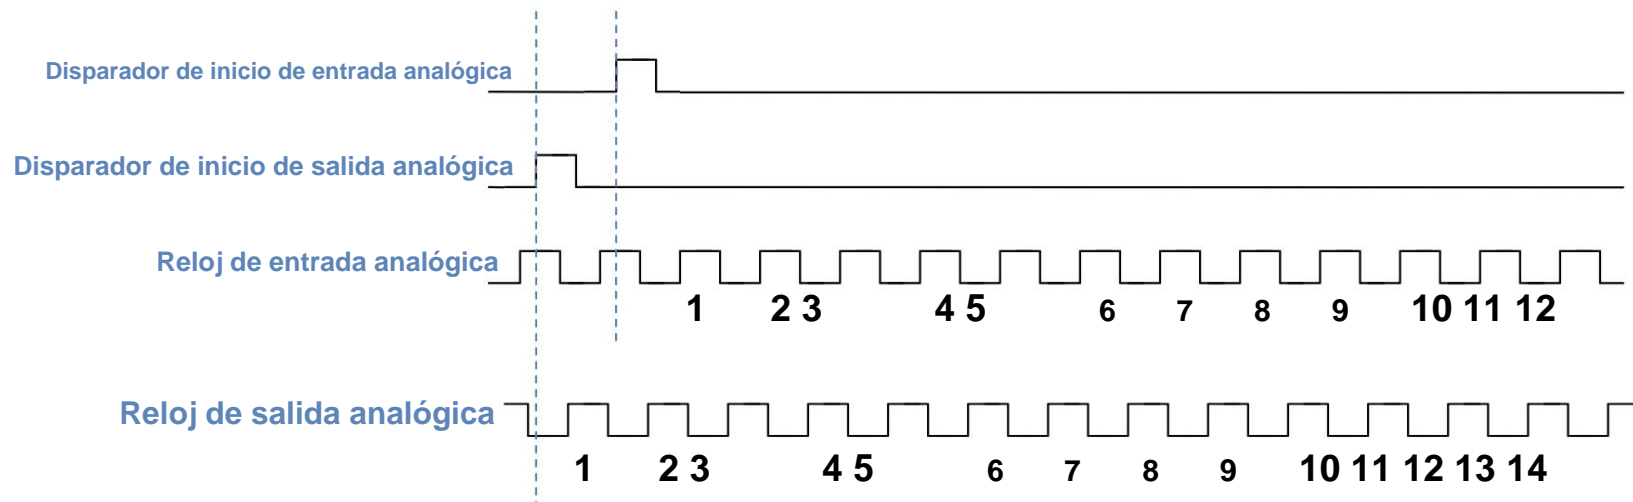 Disparador de inicio de entrada analógica
Disparador de inicio de salida analógica
Reloj de entrada analógica
1 2 3 4 5 6 7 8 9 10 11 12
Reloj de salida analógica
1 2 3 4 5 6 7 8 9 10 11 12 13 14